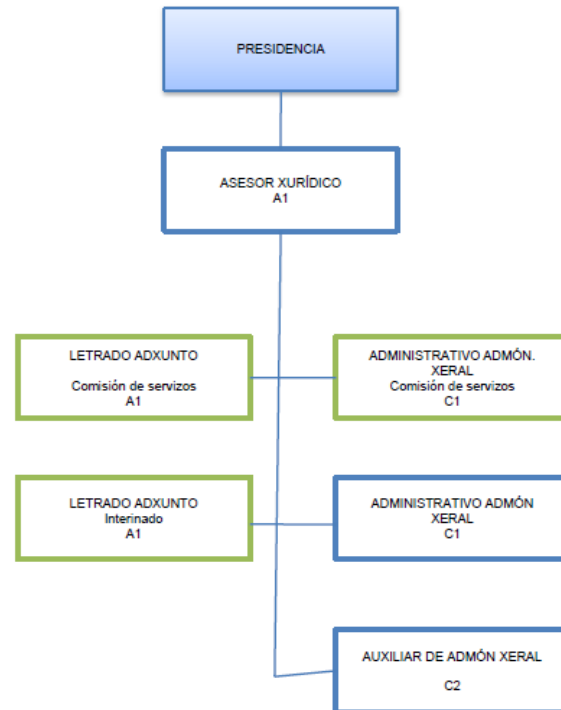 PRESIDENCIA
ASESOR XURÍDICO
A1
LETRADO ADXUNTO
Comisión de servizos
A1
ADMINISTRATIVO ADMÓN.
XERAL
Comisión de servizos
C1
LETRADO ADXUNTO
Interinado
A1
ADMINISTRATIVO ADMÓN
XERAL
C1
AUXILIAR DE ADMÓN XERAL
C2